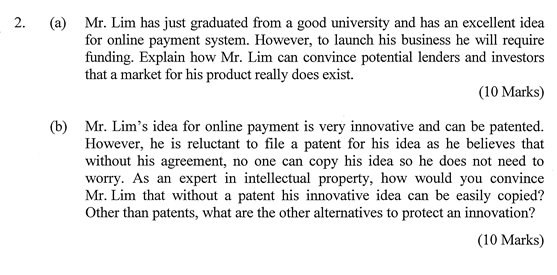 2. (a) Mr. Lim has just graduated from a good university and has an excellent idea
for online payment system. However, to launch his business he will require
funding. Explain how Mr. Lim can convince potential lenders and investors
that a market for his product really does exist.
(10 Marks)
(b) Mr. Lim's idea for online payment is very innovative and can be patented.
However, he is reluctant to file a patent for his idea as he believes that
without his agreement, no one can copy his idea so he does not need to
worry. As an expert in intellectual property, how would you convince
Mr. Lim that without a patent his innovative idea can be easily copied?
Other than patents, what are the other alternatives to protect an innovation?
(10 Marks)